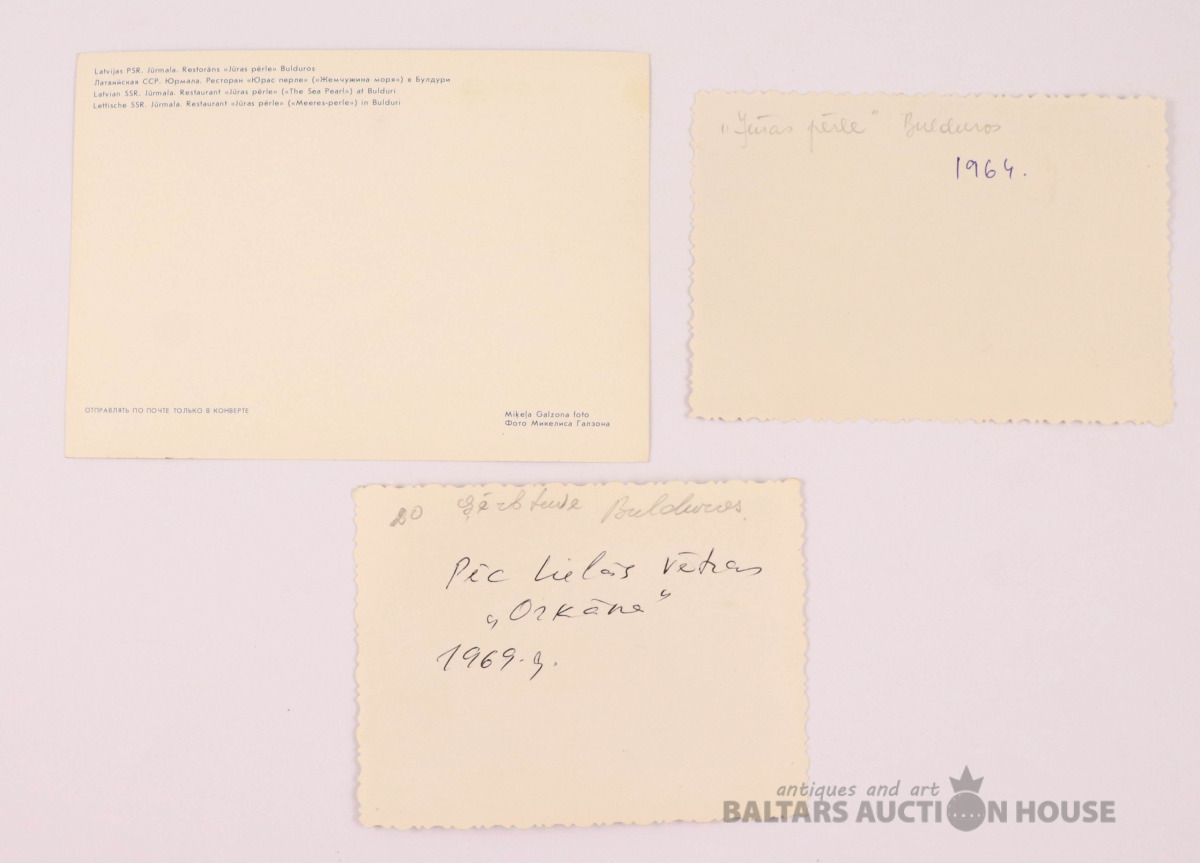 Latvijas PSR. Jūrmala. Restorāns «Jūras pērle» Bulduros
Латвийская ССР. Юрмала. Ресторан «Юрас перле» («Жемчужина моря») в Булдури
Latvian SSR. Jūrmala. Restaurant «Jūras pērle» («The Sea Pearl») at Bulduri
Lettische SSR. Jūrmala. Restaurant «Jūras pērle» («Meeres-perle») in Bulduri
ОТПРАВЛЯТЬ ПО ПОЧТЕ ТОЛЬКО В КОНВЕРТЕ
Miķeļa Galzona foto
Фото Микелиса Галзона
"Jūras pērle" Bulduros
1964.
20 Ģērbtuve Bulduros
Pēc Lielās Vētras
„Orkāna"
1969.g.
antiques and art
BALTARS AUCTION HOUSE